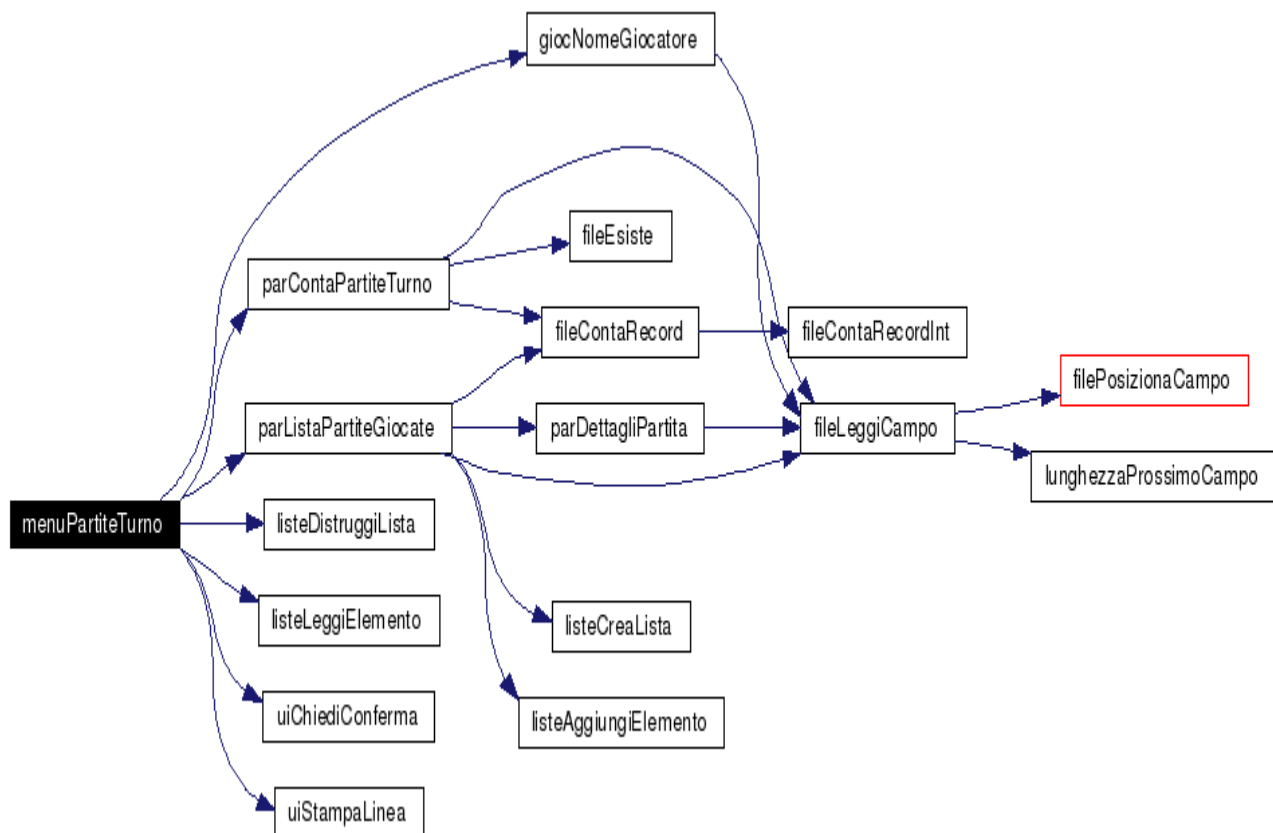 giocNomeGiocatore
fileEsiste
parContaPartiteTurno
fileContaRecord
fileContaRecordInt
filePosizionaCampo
parListaPartiteGiocate
parDettagliPartita
fileLeggiCampo
lunghezzaProssimoCampo
menuPartiteTurno
listeDistruggiLista
listeLeggiElemento
listeCreaLista
uiChiediConferma
listeAggiungiElemento
uiStampaLinea